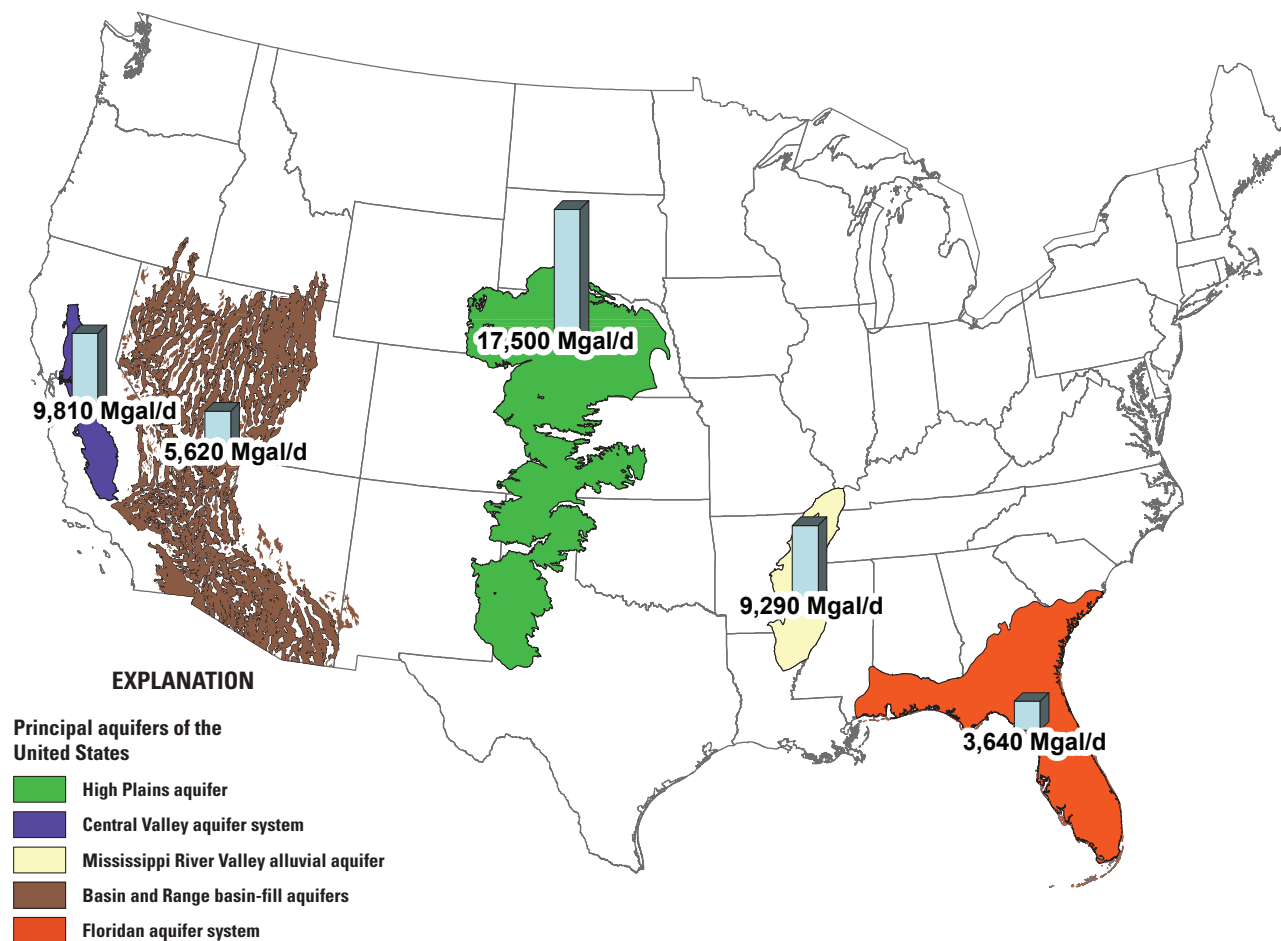 17,500 Mgal/d
9,810 Mgal/d
5,620 Mgal/d
9,290 Mgal/d
3,640 Mgal/d
EXPLANATION
Principal aquifers of the
United States
High Plains aquifer
Central Valley aquifer system
Mississippi River Valley alluvial aquifer
Basin and Range basin-fill aquifers
Floridan aquifer system